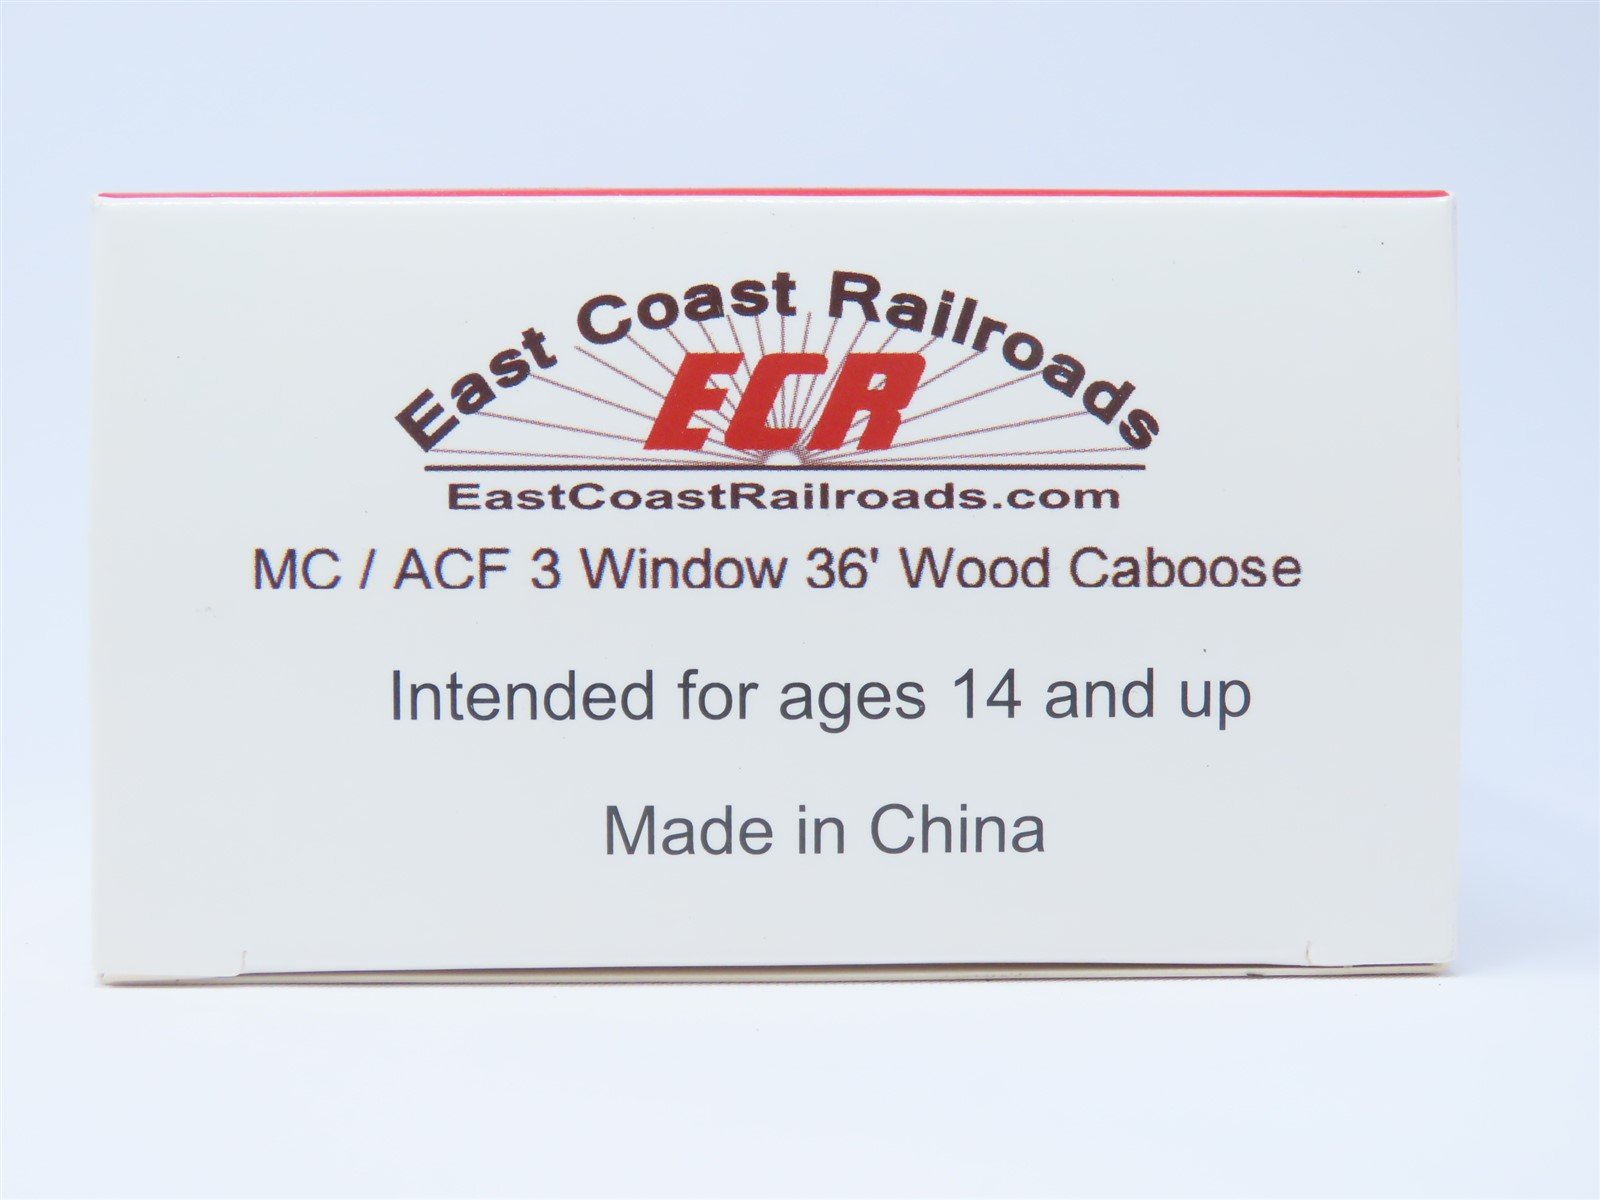 East Coast Railroads
ECR
EastCoastRailroads.com
MC / ACF 3 Window 36' Wood Caboose
Intended for ages 14 and up
Made in China